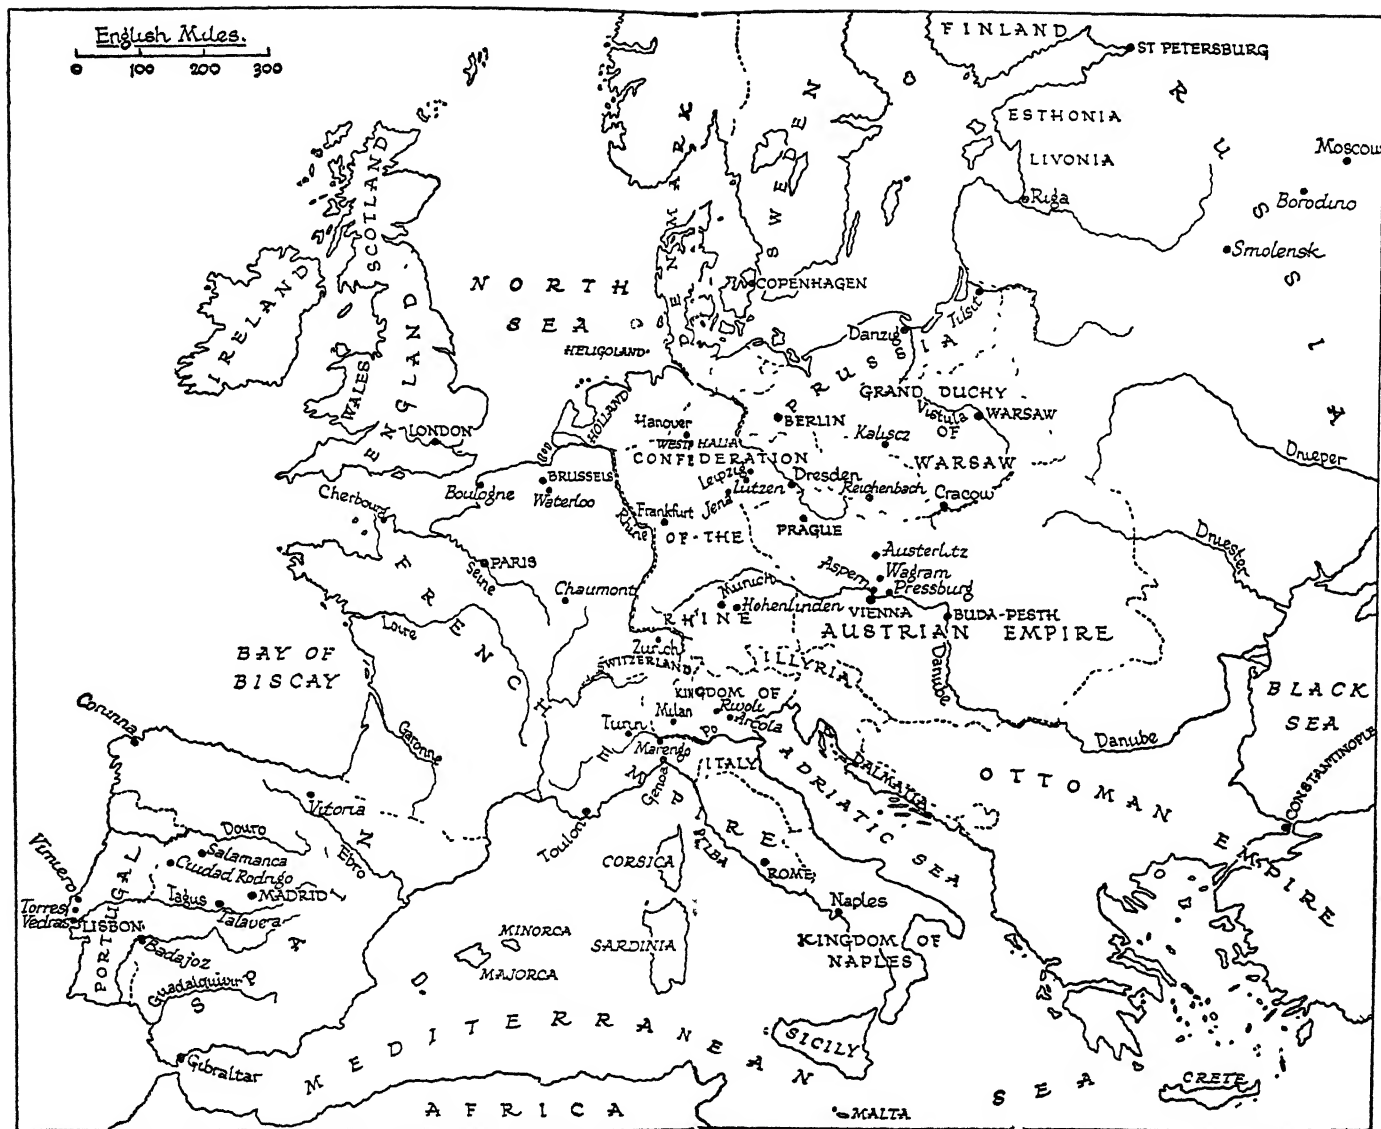 English Miles.
0 100 200 300
FINLAND
ST PETERSBURG
RUSSIA
ESTHONIA
LIVONIA
Riga
Moscow
Borodino
Smolensk
SCOTLAND
IRELAND
ENGLAND
WALES
LONDON
NORTH
SEA
DENMARK
SWEDEN
COPENHAGEN
HELIGOLAND
HOLLAND
Danzig
Tilsit
PRUSSIA
GRAND DUCHY
OF
WARSAW
Vistula
WARSAW
BERLIN
Kaliscz
Hanover
WESTPHALIA
CONFEDERATION
OF-THE
RHINE
Leipzig
Lützen
Jena
Dresden
Reichenbach
Cracow
Frankfurt
Rhine
PRAGUE
BRUSSELS
Waterloo
Boulogne
Cherbourg
PARIS
Seine
Chaumont
Loire
FRENCH
EMPIRE
Munich
Hohenlinden
Austerlitz
Wagram
Aspern
Pressburg
VIENNA
BUDA-PESTH
AUSTRIAN EMPIRE
Danube
Dnieper
Dniester
Zurich
SWITZERLAND
ILLYRIA
KINGDOM OF
ITALY
Milan
Rivoli
Arcola
Turin
Marengo
Po
Genoa
BAY OF
BISCAY
Corunna
Garonne
Vitoria
Toulon
DALMATIA
ADRIATIC SEA
Danube
BLACK
SEA
CONSTANTINOPLE
OTTOMAN EMPIRE
Douro
Ebro
Salamanca
Ciudad Rodrigo
Vimiero
Torres
Vedras
LISBON
PORTUGAL
Tagus
Talavera
MADRID
Badajoz
Guadalquivir
SPAIN
Gibraltar
CORSICA
ELBA
ROME
Naples
KINGDOM OF
NAPLES
SARDINIA
MINORCA
MAJORCA
MEDITERRANEAN SEA
SICILY
MALTA
CRETE
AFRICA